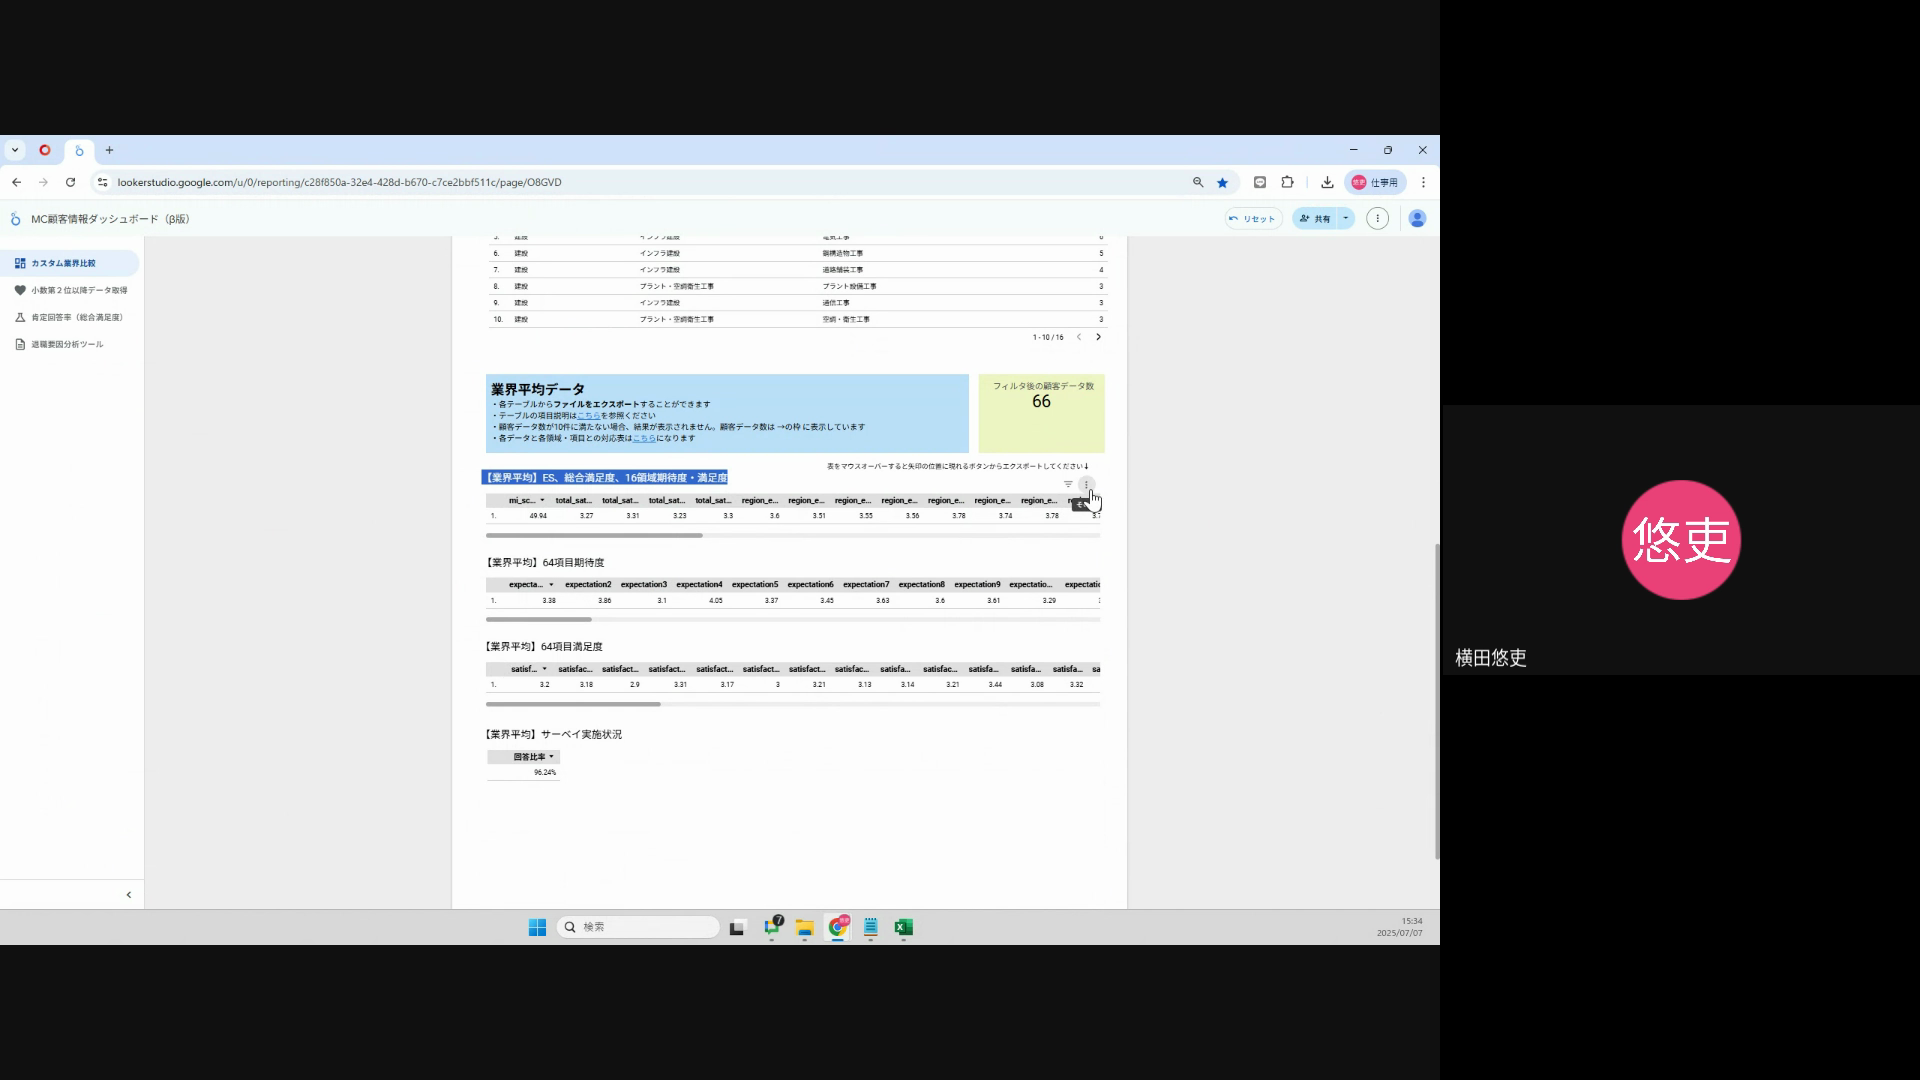 lookerstudio.google.com/u/0/reporting/c28f850a-32e4-428d-b670-c7ce2bbf511c/page/O8GVD
仕事用
MC顧客情報ダッシュボード（β版）
リセット
共有
カスタム業界比較
小数第２位以降データ取得
肯定回答率（総合満足度）
退職要因分析ツール
5. 建設 インフラ建設 電気工事 6
6. 建設 インフラ建設 鋼構造物工事 5
7. 建設 インフラ建設 道路舗装工事 4
8. 建設 プラント・空調衛生工事 プラント設備工事 3
9. 建設 インフラ建設 通信工事 3
10. 建設 プラント・空調衛生工事 空調・衛生工事 3
1 - 10 / 16
業界平均データ
・各テーブルからファイルをエクスポートすることができます
・テーブルの項目説明はこちらを参照ください
・顧客データ数が10件に満たない場合、結果が表示されません。顧客データ数は →の枠 に表示しています
・各データと各領域・項目との対応表はこちらになります
フィルタ後の顧客データ数
66
表をマウスオーバーすると矢印の位置に現れるボタンからエクスポートしてください↓
【業界平均】ES、総合満足度、16領域期待度・満足度
mi_sc... total_sat... total_sat... total_sat... total_sat... region_e... region_e... region_e... region_e... region_e... region_e... region_e...
1. 49.94 3.27 3.31 3.23 3.3 3.6 3.51 3.55 3.56 3.78 3.74 3.78
【業界平均】64項目期待度
expecta... expectation2 expectation3 expectation4 expectation5 expectation6 expectation7 expectation8 expectation9 expectatio... expectatic
1. 3.38 3.86 3.1 4.05 3.37 3.45 3.63 3.6 3.61 3.29
【業界平均】64項目満足度
satisf... satisfac... satisfact... satisfact... satisfact... satisfact... satisfact... satisfac... satisfa... satisfac... satisfa... satisfa... satisfa... sa
1. 3.2 3.18 2.9 3.31 3.17 3 3.21 3.13 3.14 3.21 3.44 3.08 3.32
【業界平均】サーベイ実施状況
回答比率
96.24%
検索
7
15:34
2025/07/07
悠吏
横田悠吏